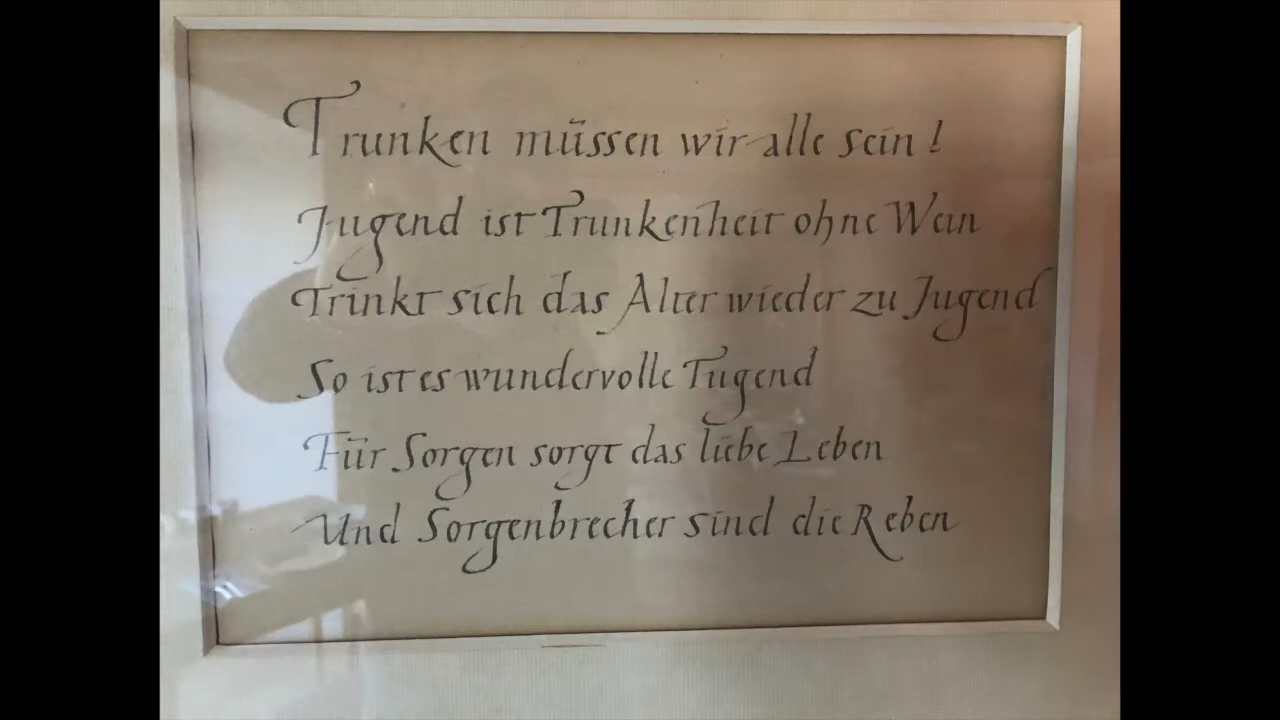 Trunken müssen wir alle sein!
Jugend ist Trunkenheit ohne Wein
Trinkt sich das Alter wieder zu Jugend
So ist es wundervolle Tugend
Für Sorgen sorgt das liebe Leben
Und Sorgenbrecher sind die Reben